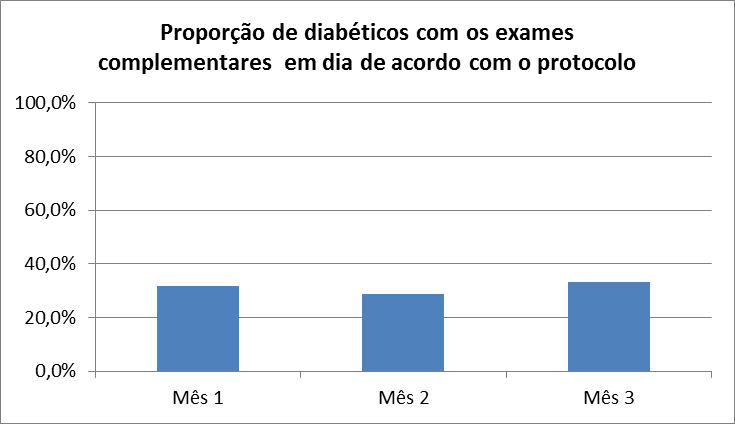 Proporção de diabéticos com os exames
complementares em dia de acordo com o protocolo
100,0%
80,0%
60,0%
40,0%
20,0%
0,0%
Mês 1 Mês 2 Mês 3